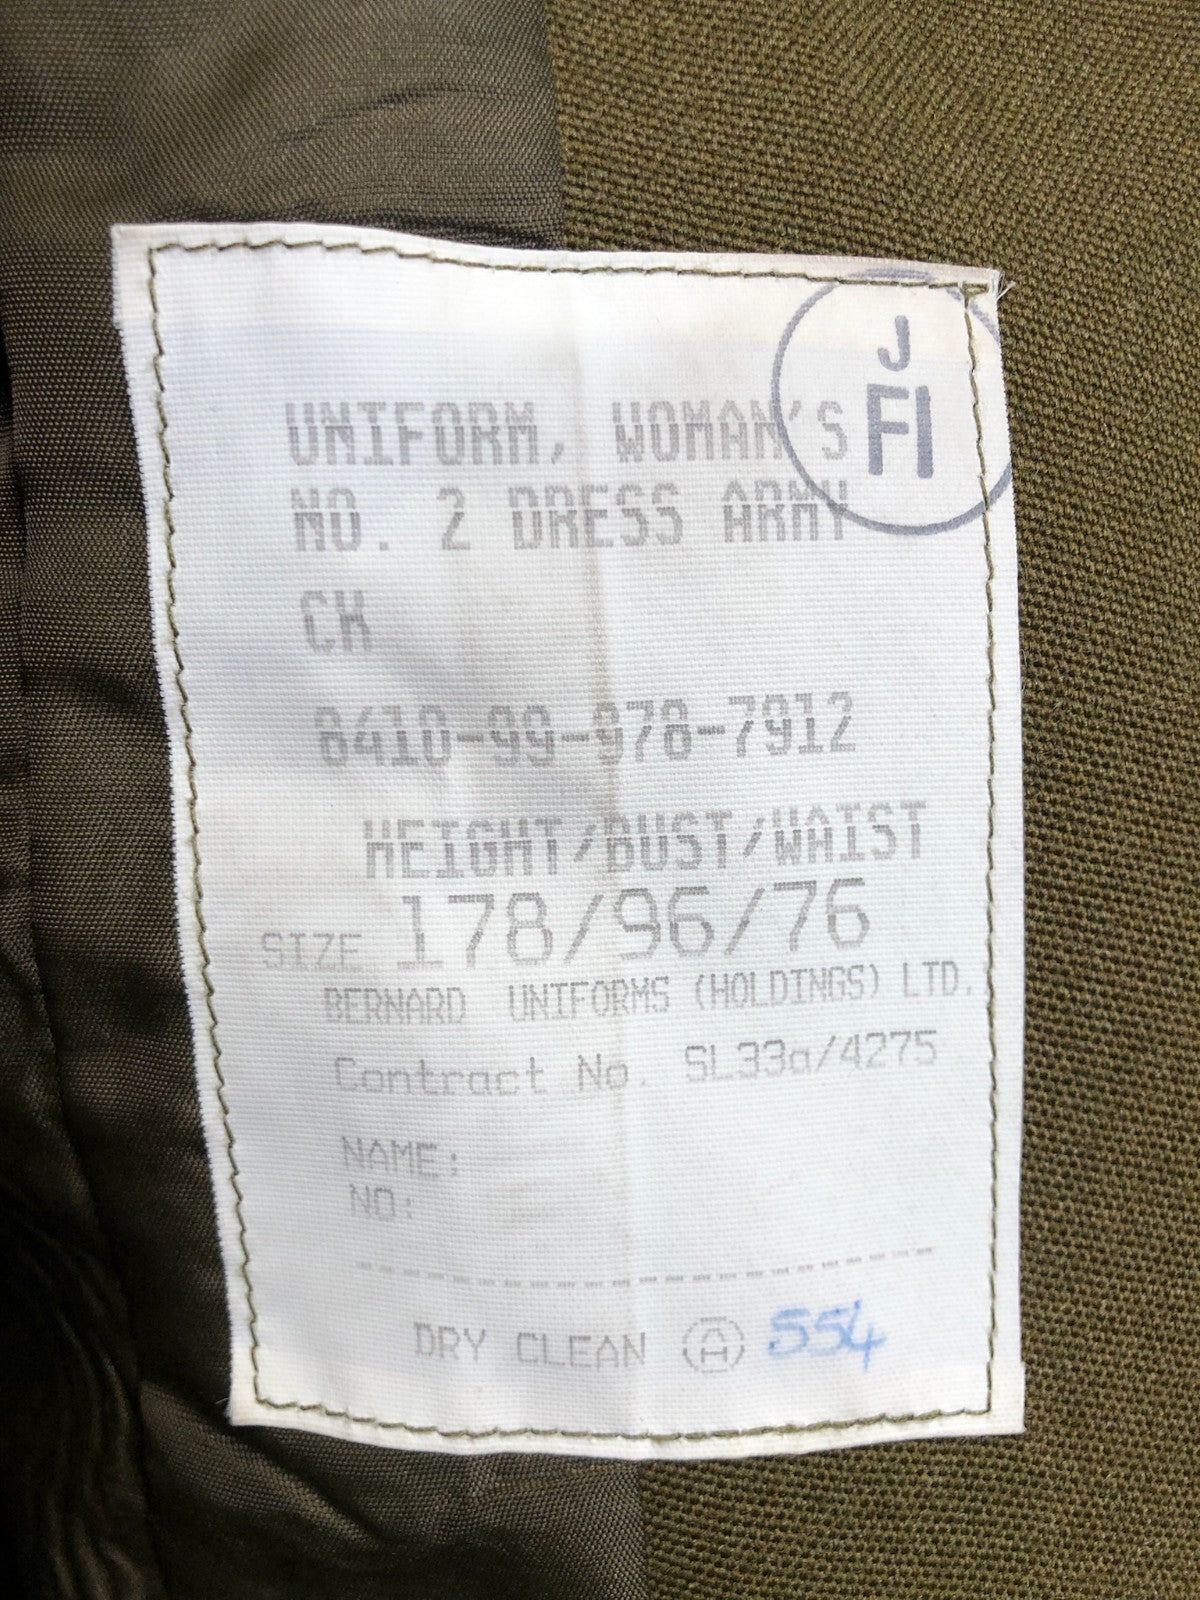 J
FI
UNIFORM, WOMAN'S
NO. 2 DRESS ARMY
CK
8410-99-978-7912
HEIGHT/BUST/WAIST
SIZE 178/96/76
BERNARD UNIFORMS (HOLDINGS) LTD.
Contract No. SL33a/4275
NAME:
NO:
DRY CLEAN A 554